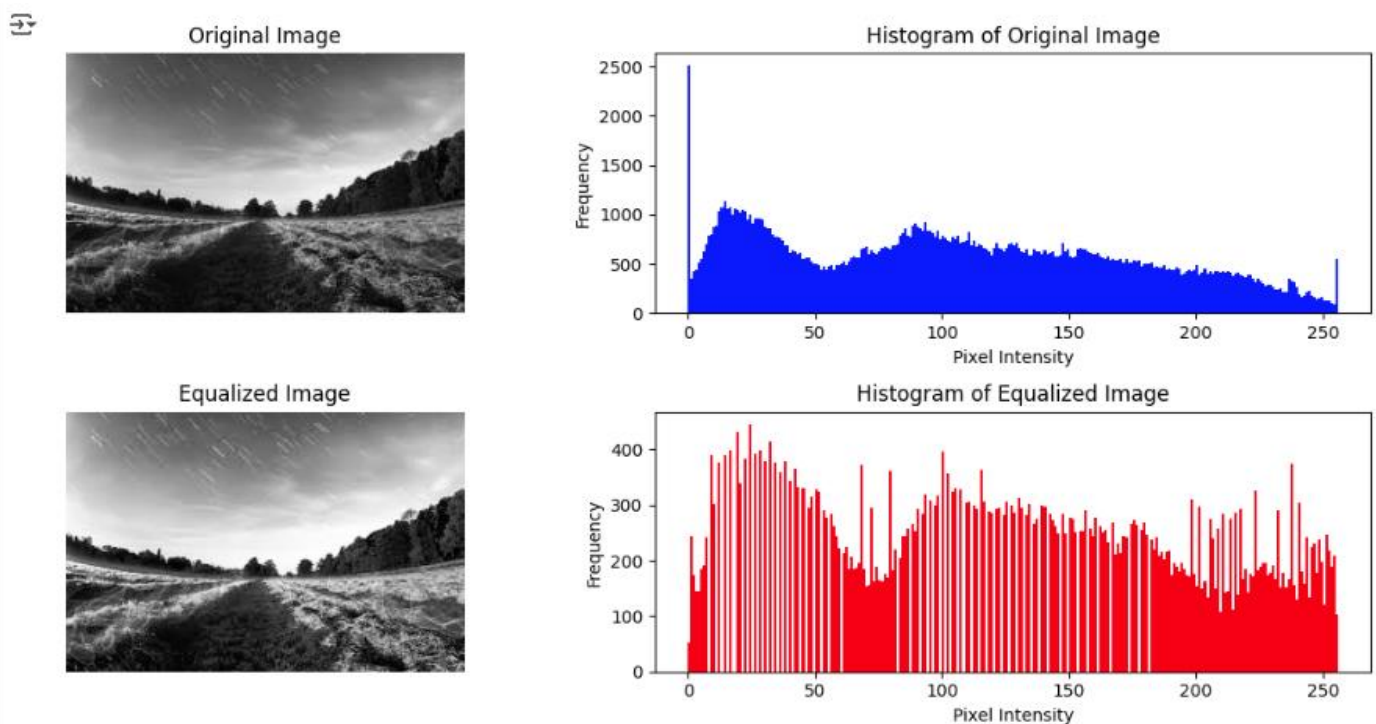 Original Image
Histogram of Original Image
2500
2000
1500
1000
500
0
Frequency
0 50 100 150 200 250
Pixel Intensity
Equalized Image
Histogram of Equalized Image
400
300
200
100
0
Frequency
0 50 100 150 200 250
Pixel Intensity